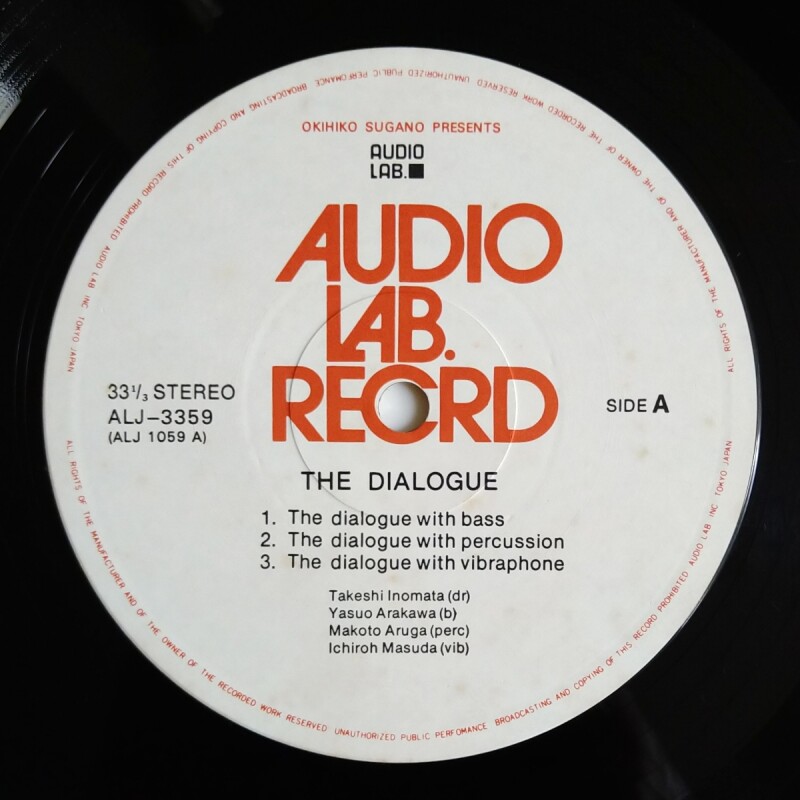 OKIHIKO SUGANO PRESENTS
AUDIO
LAB.
AUDIO
LAB.
RECORD
33 1/3 STEREO
ALJ-3359
(ALJ 1059 A)
SIDE A
THE DIALOGUE
1. The dialogue with bass
2. The dialogue with percussion
3. The dialogue with vibraphone
Takeshi Inomata (dr)
Yasuo Arakawa (b)
Makoto Aruga (perc)
Ichiroh Masuda (vib)
ALL RIGHTS OF THE MANUFACTURER AND OF THE OWNER OF THE RECORDED WORK RESERVED UNAUTHORIZED PUBLIC PERFOMANCE BROADCASTING AND COPYING OF THIS RECORD PROHIBITED AUDIO LAB INC TOKYO JAPAN
ALL RIGHTS OF THE MANUFACTURER AND OF THE OWNER OF THE RECORDED WORK RESERVED UNAUTHORIZED PUBLIC PERFOMANCE BROADCASTING AND COPYING OF THIS RECORD PROHIBITED AUDIO LAB INC TOKYO JAPAN